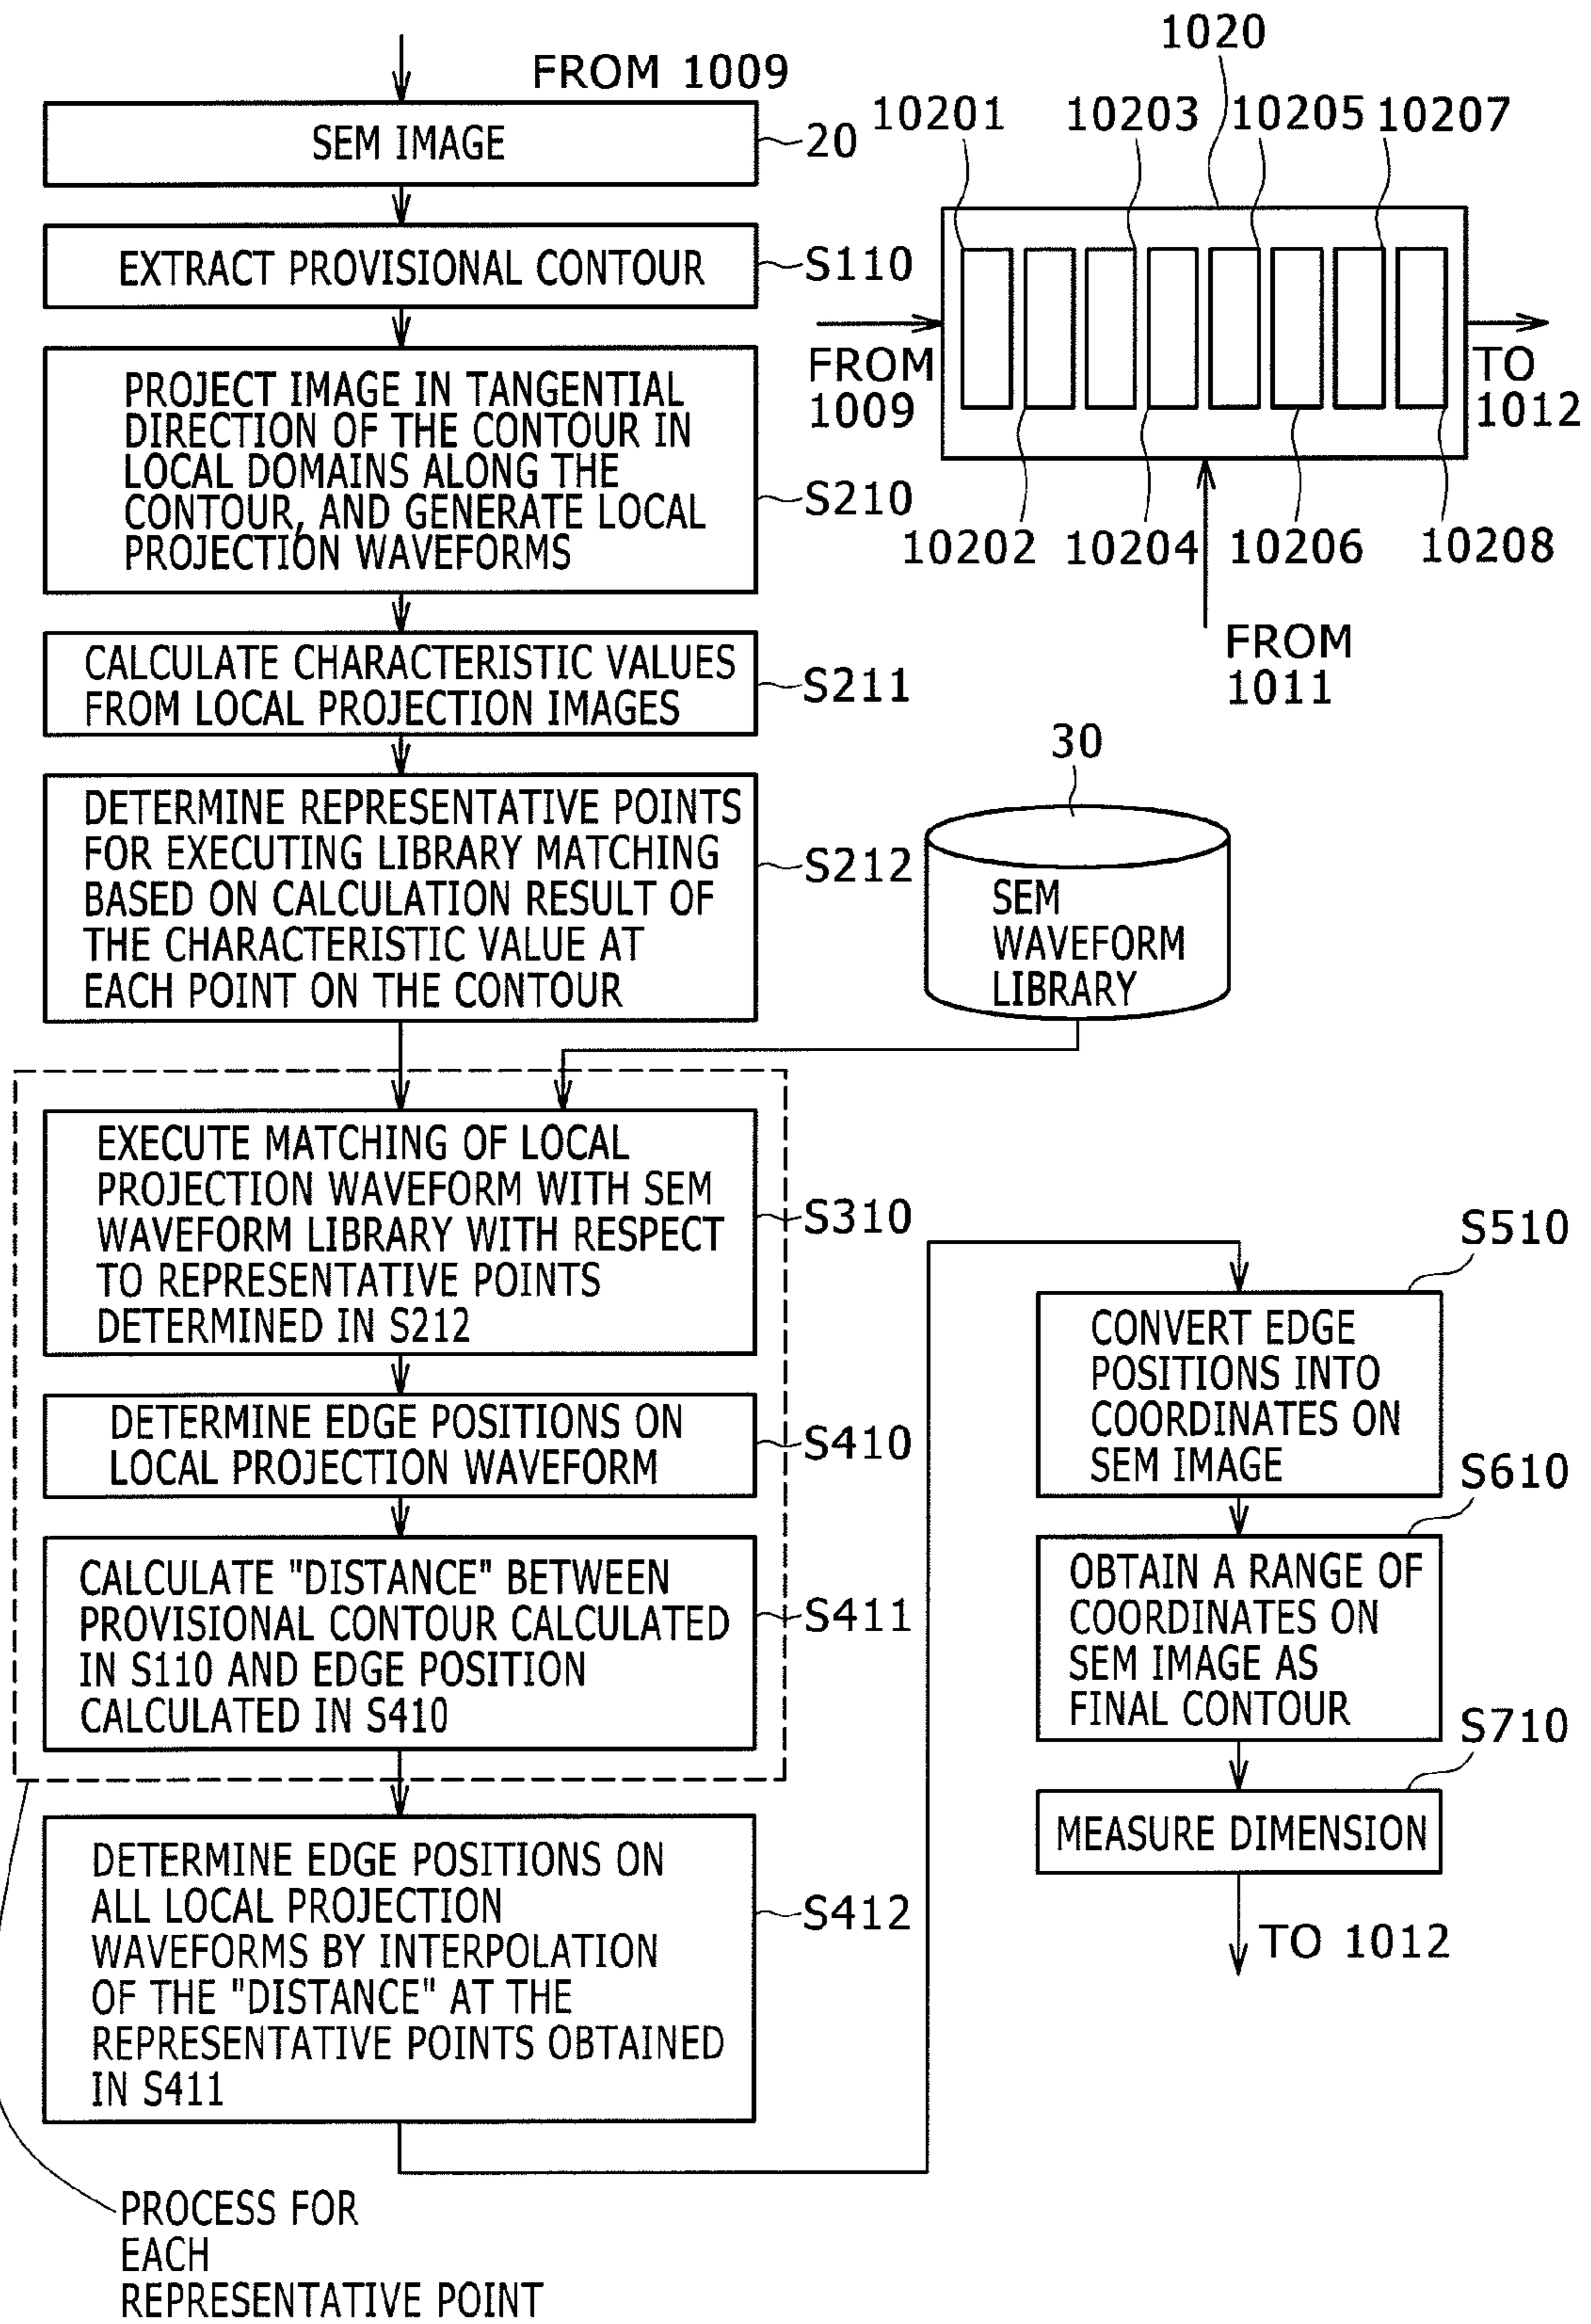 FROM 1009
SEM IMAGE
20
EXTRACT PROVISIONAL CONTOUR
S110
PROJECT IMAGE IN TANGENTIAL
DIRECTION OF THE CONTOUR IN
LOCAL DOMAINS ALONG THE
CONTOUR, AND GENERATE LOCAL
PROJECTION WAVEFORMS
S210
CALCULATE CHARACTERISTIC VALUES
FROM LOCAL PROJECTION IMAGES
S211
DETERMINE REPRESENTATIVE POINTS
FOR EXECUTING LIBRARY MATCHING
BASED ON CALCULATION RESULT OF
THE CHARACTERISTIC VALUE AT
EACH POINT ON THE CONTOUR
S212
1020
10201
10203
10205
10207
FROM
1009
TO
1012
10202
10204
10206
10208
FROM
1011
30
SEM
WAVEFORM
LIBRARY
EXECUTE MATCHING OF LOCAL
PROJECTION WAVEFORM WITH SEM
WAVEFORM LIBRARY WITH RESPECT
TO REPRESENTATIVE POINTS
DETERMINED IN S212
S310
DETERMINE EDGE POSITIONS ON
LOCAL PROJECTION WAVEFORM
S410
CALCULATE "DISTANCE" BETWEEN
PROVISIONAL CONTOUR CALCULATED
IN S110 AND EDGE POSITION
CALCULATED IN S410
S411
DETERMINE EDGE POSITIONS ON
ALL LOCAL PROJECTION
WAVEFORMS BY INTERPOLATION
OF THE "DISTANCE" AT THE
REPRESENTATIVE POINTS OBTAINED
IN S411
S412
PROCESS FOR
EACH
REPRESENTATIVE POINT
S510
CONVERT EDGE
POSITIONS INTO
COORDINATES ON
SEM IMAGE
S610
OBTAIN A RANGE OF
COORDINATES ON
SEM IMAGE AS
FINAL CONTOUR
S710
MEASURE DIMENSION
TO 1012